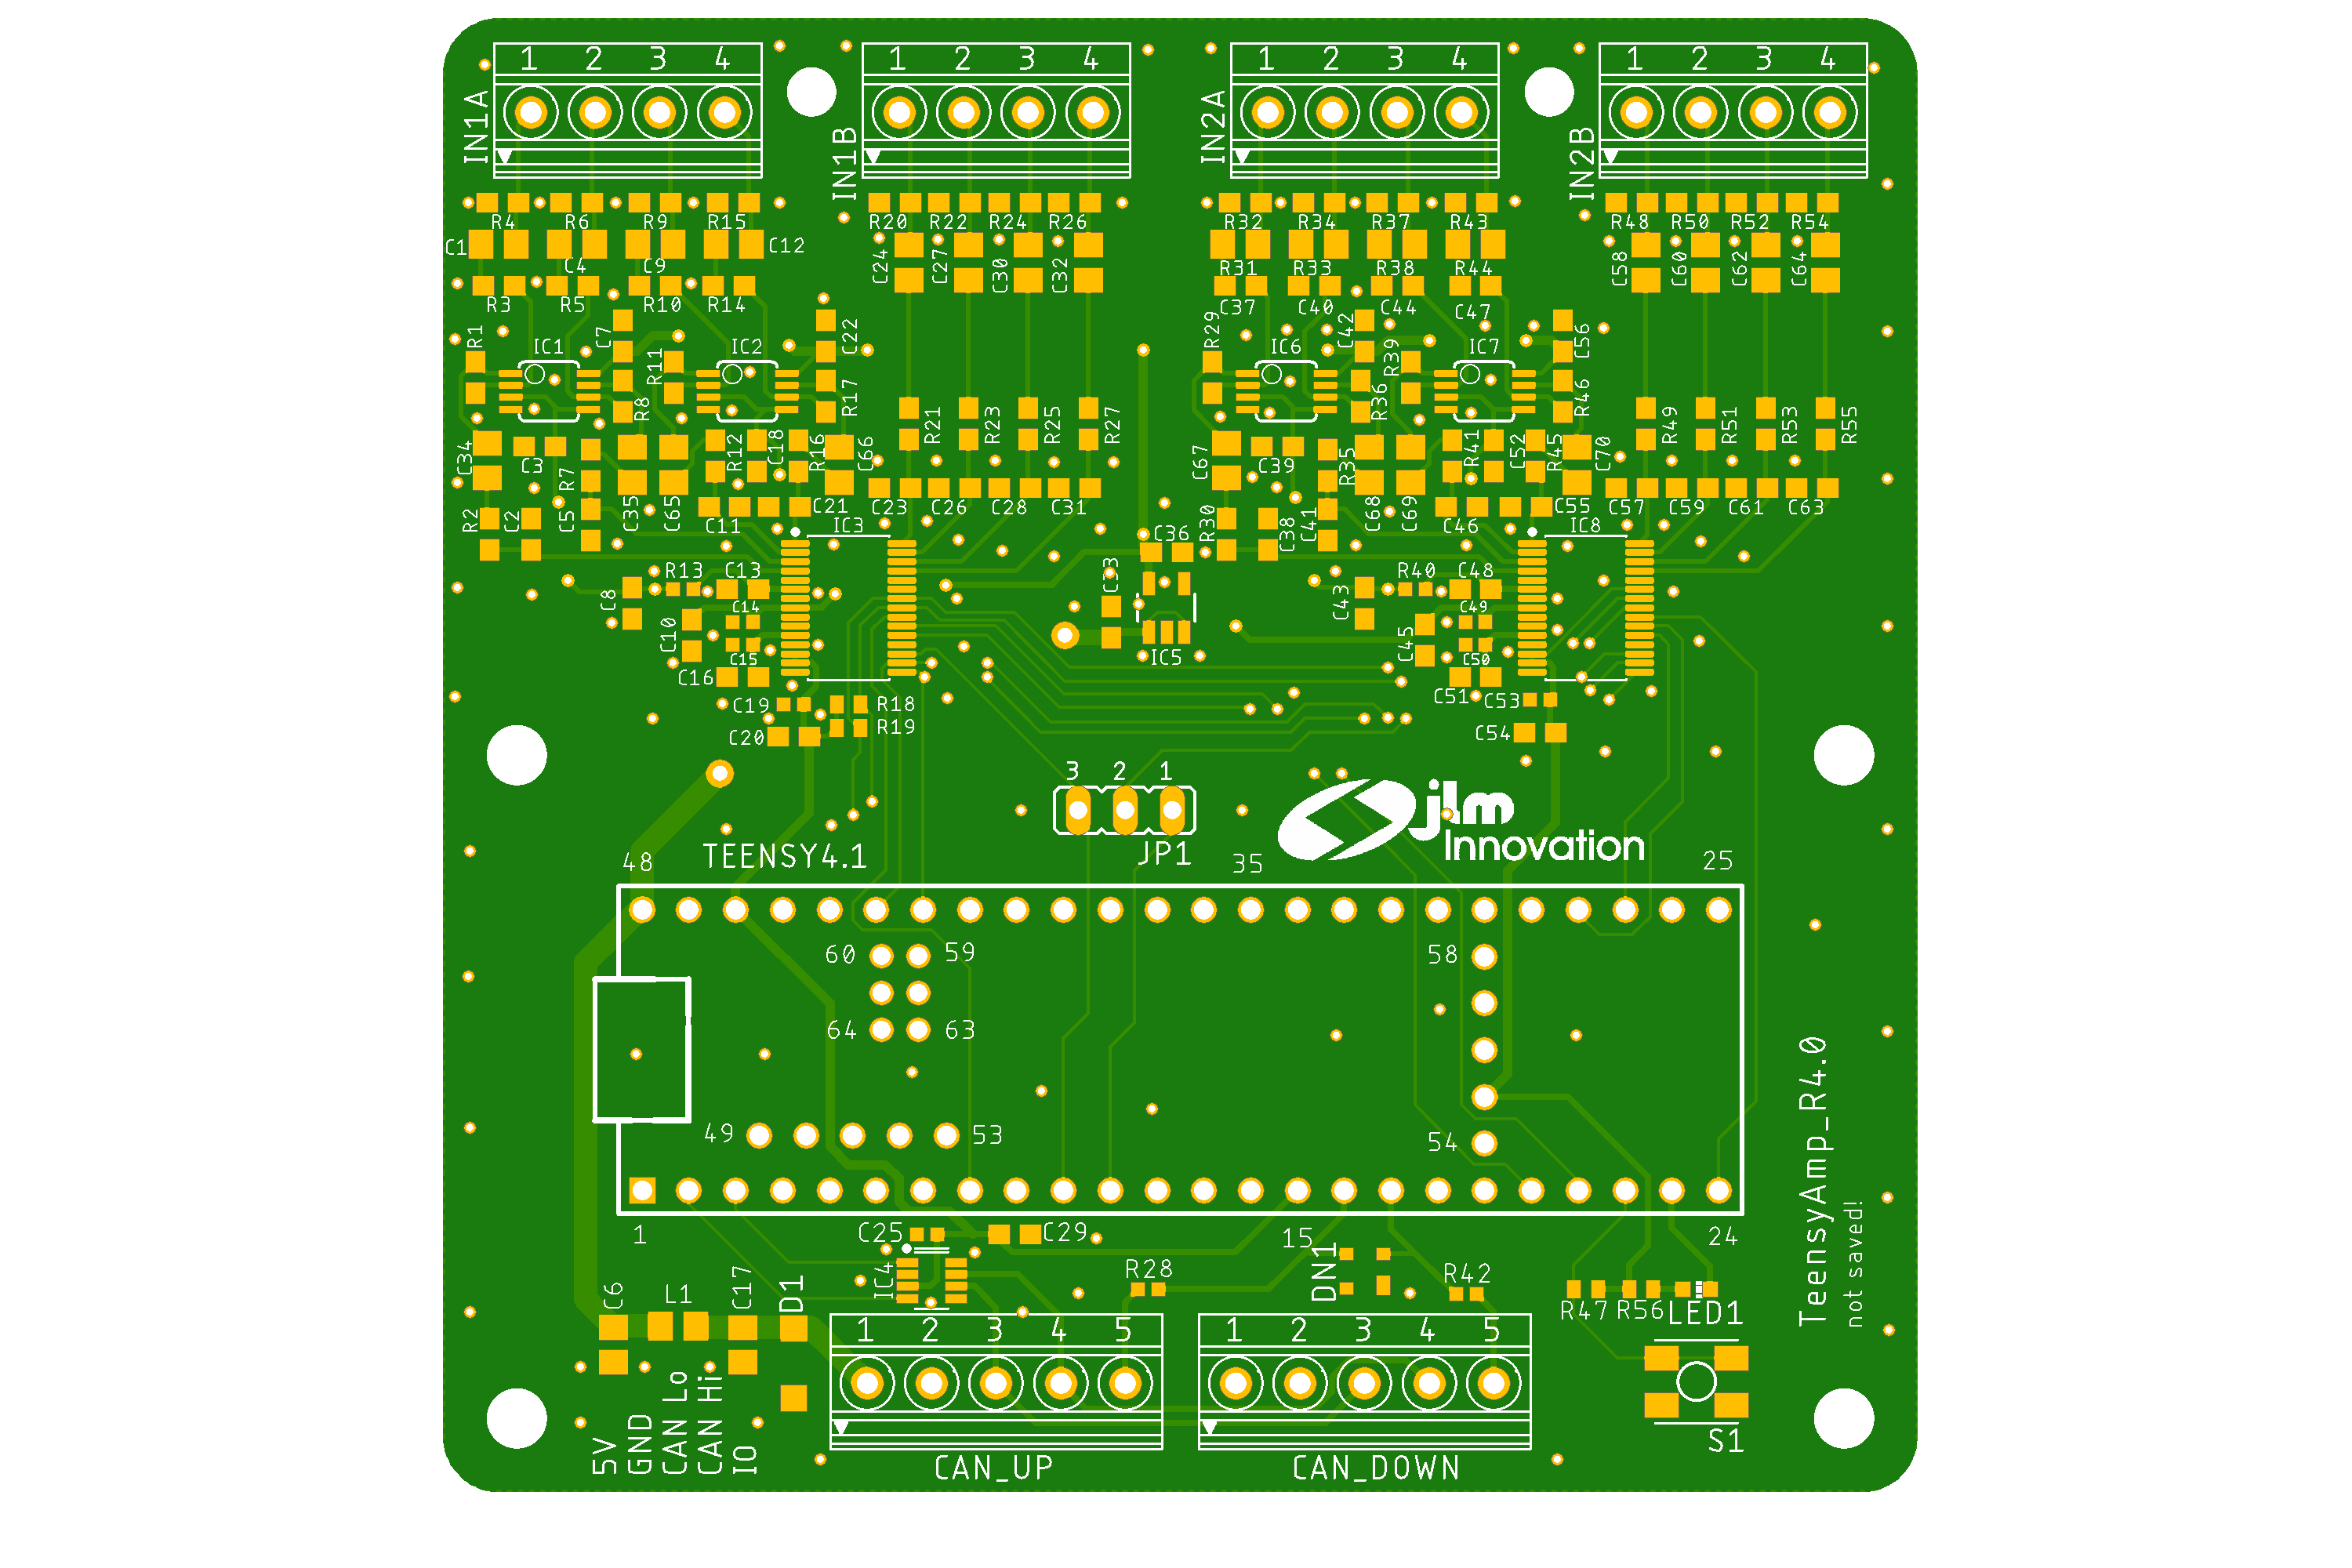 1 2 3 4
1 2 3 4
1 2 3 4
1 2 3 4
IN1A
IN1B
IN2A
IN2B
R4 R6 R9 R15
R20 R22 R24 R26
R32 R34 R37 R43
R48 R50 R52 R54
C1 C4 C9 C12
C24 C27 C30 C32
R31 R33 R38 R44
C58 C60 C62 C64
R3 R5 R10 R14
C37 C40 C44 C47
R1 IC1 C7 R11 IC2 C22
R29 IC6 C42 R39 IC7 C56
R8 R17
R21 R23 R25 R27
R36 R46
R49 R51 R53 R55
C34 C3 R7 C35 C65 R12 C18 R16 C66
C67 C39 R35 C68 C69 R41 C52 R45 C70
R2 C2 C5 C11 C21 IC3
C23 C26 C28 C31
R30 C38 C41 C46 C55 IC8
C57 C59 C61 C63
C36
C33
IC5
C8 R13 C13
C14
C10
C15
C16
C19 R18
R19
C20
C43 R40 C48
C49
C45
C50
C51 C53
C54
3 2 1
JP1
jlm
Innovation
TEENSY4.1
48 35 25
60 59 58
64 63
49 53 54
1 15 24
C25 C29
IC4
R28
DN1
R42
R47 R56 LED1
S1
C6 L1 C17 D1
1 2 3 4 5
1 2 3 4 5
5V
GND
CAN Lo
CAN Hi
IO
CAN_UP
CAN_DOWN
TeensyAmp_R4.0
not saved!